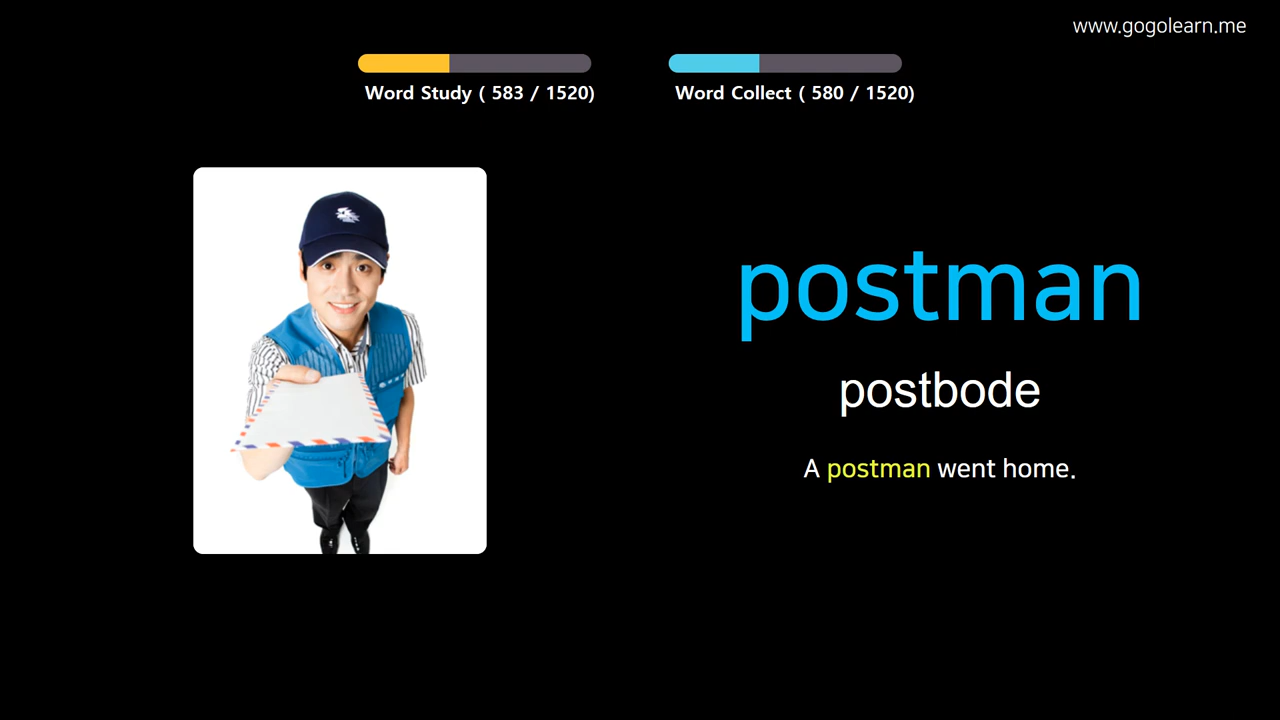 www.gogolearn.me
Word Study ( 583 / 1520)
Word Collect ( 580 / 1520)
postman
postbode
A postman went home.